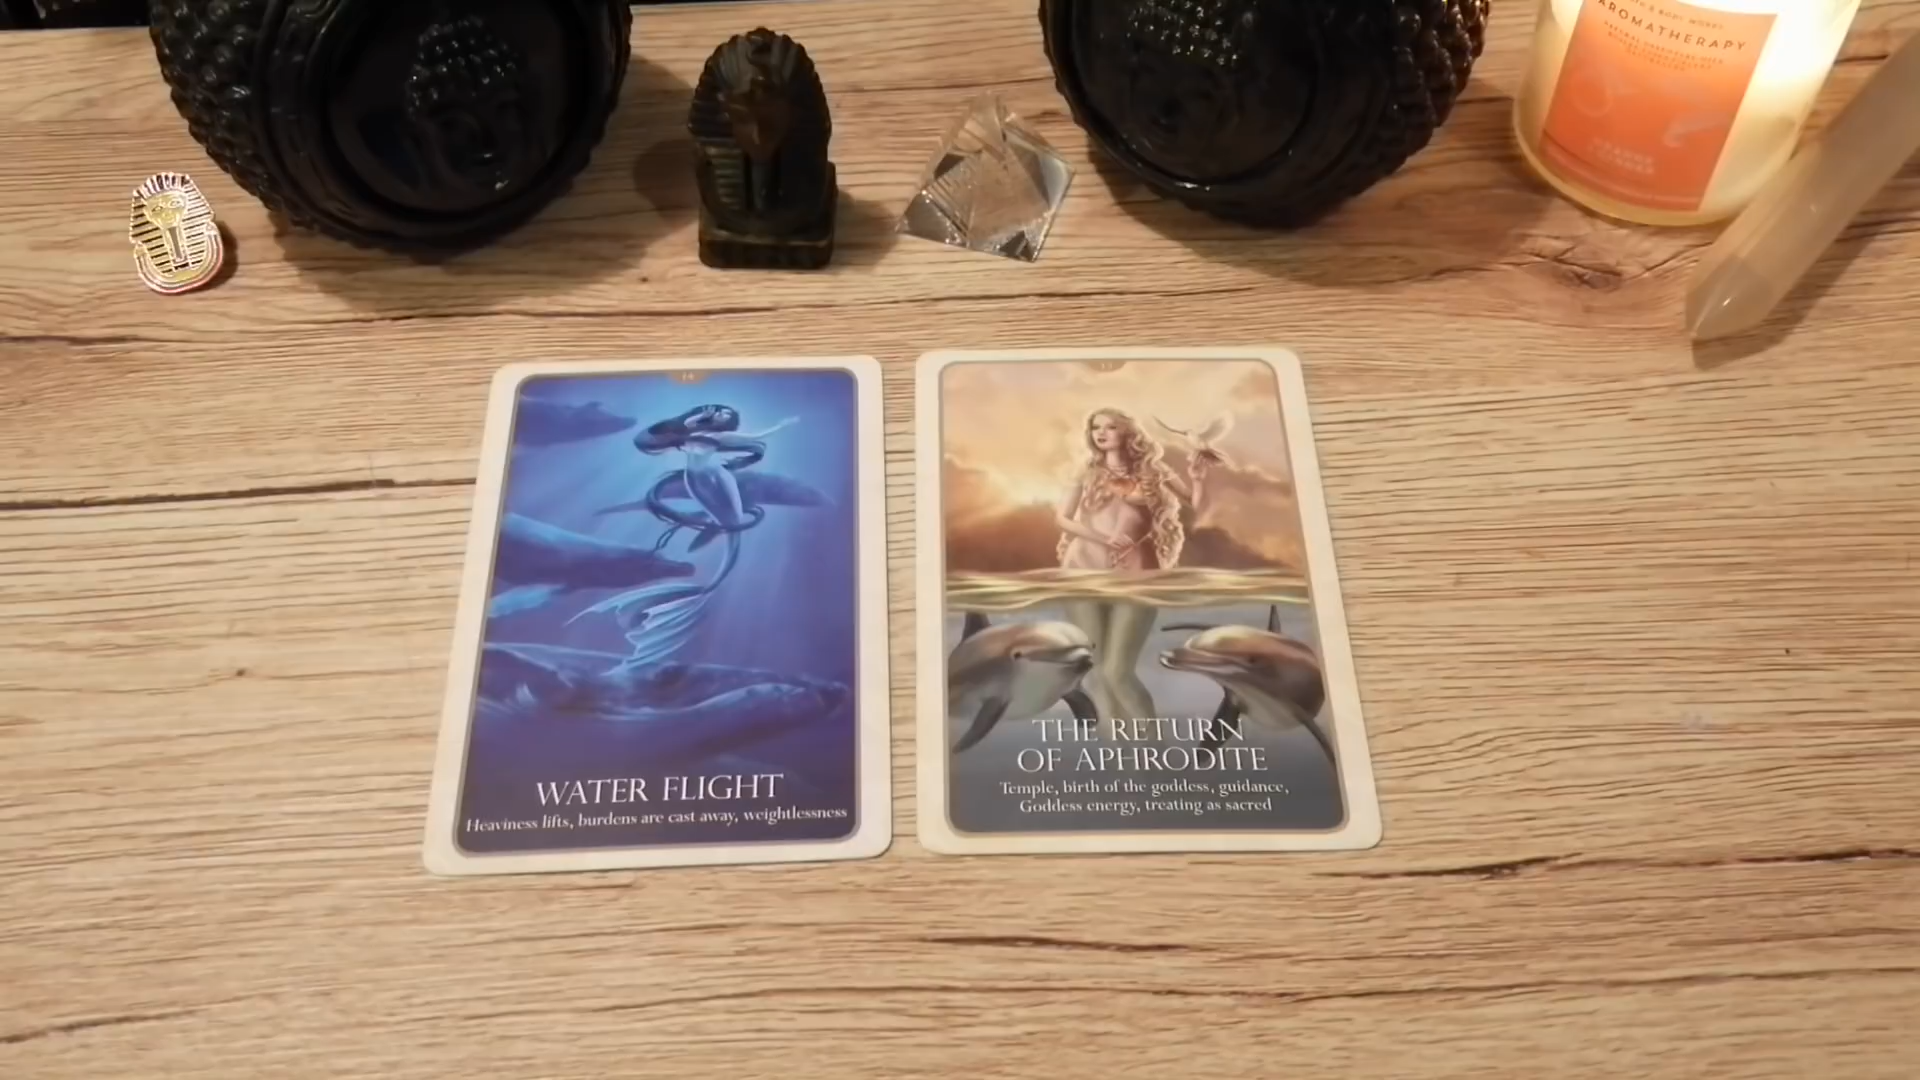 AROMATHERAPY
WATER FLIGHT
Heaviness lifts, burdens are cast away, weightlessness
THE RETURN
OF APHRODITE
Temple, birth of the goddess, guidance,
Goddess energy, treating as sacred